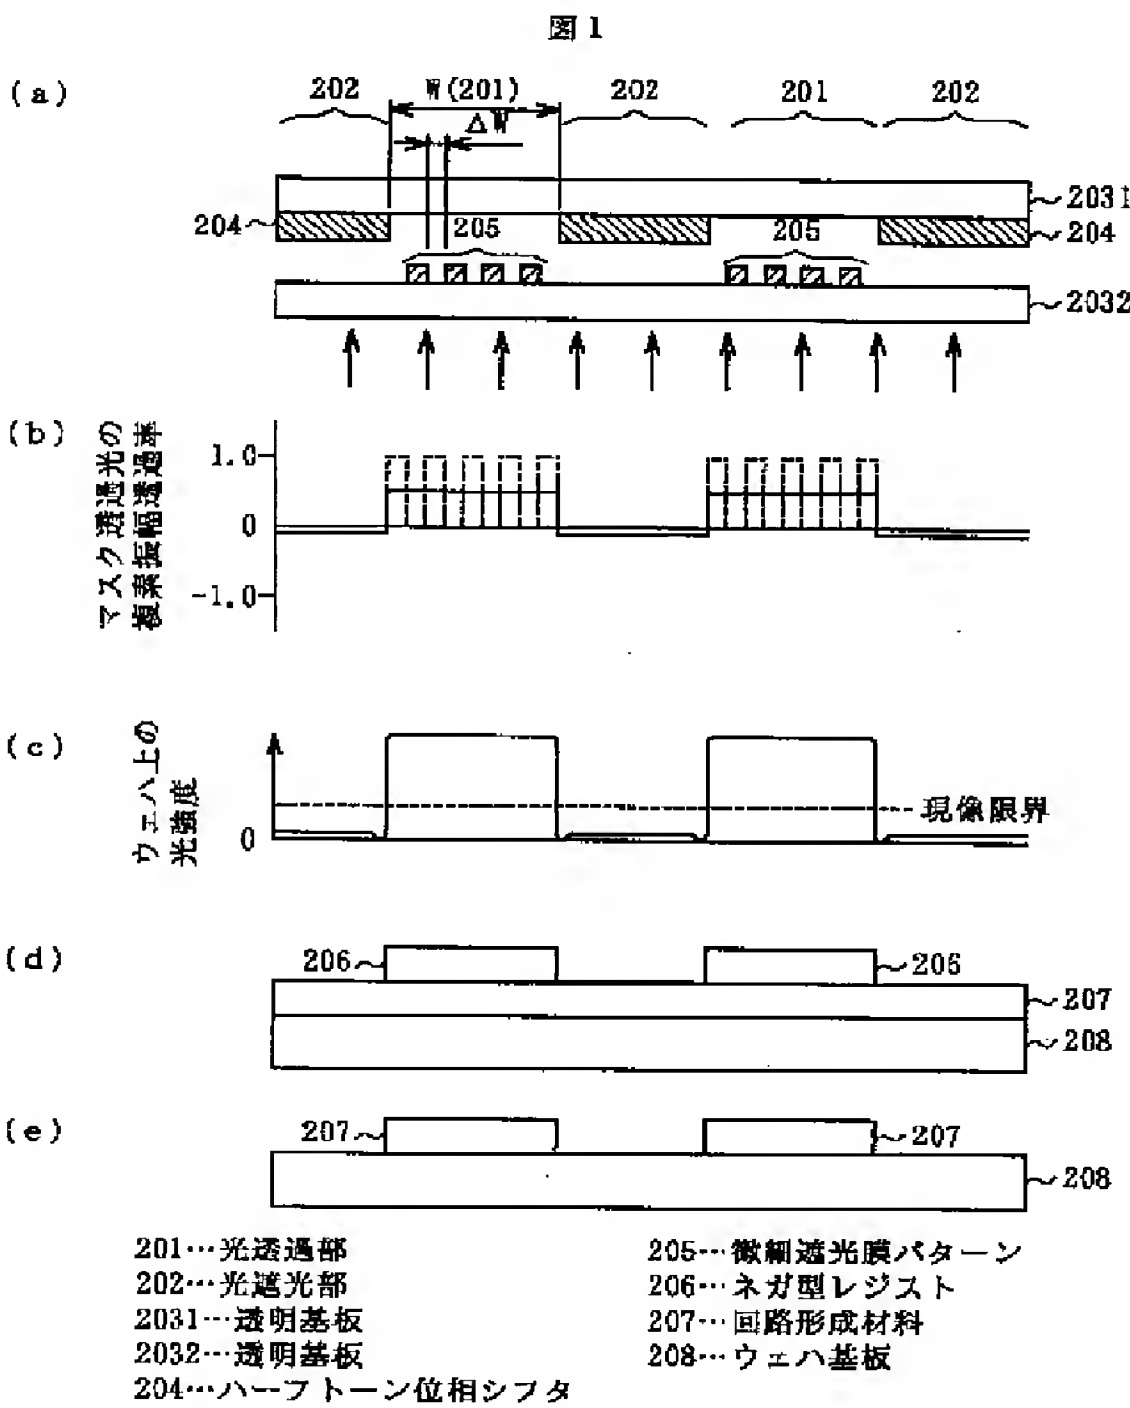 図1
(a)
202 W(201) 202 201 202
ΔW
2031
204 205 205 204
2032
(b)
マスク透過光の
複素振幅透過率
1.0
0
-1.0
(c)
ウェハ上の
光強度
現像限界
0
(d)
206 206
207
208
(e)
207 207
208
201…光透過部
202…光遮光部
2031…透明基板
2032…透明基板
204…ハーフトーン位相シフタ
205…微細遮光膜パターン
206…ネガ型レジスト
207…回路形成材料
208…ウェハ基板